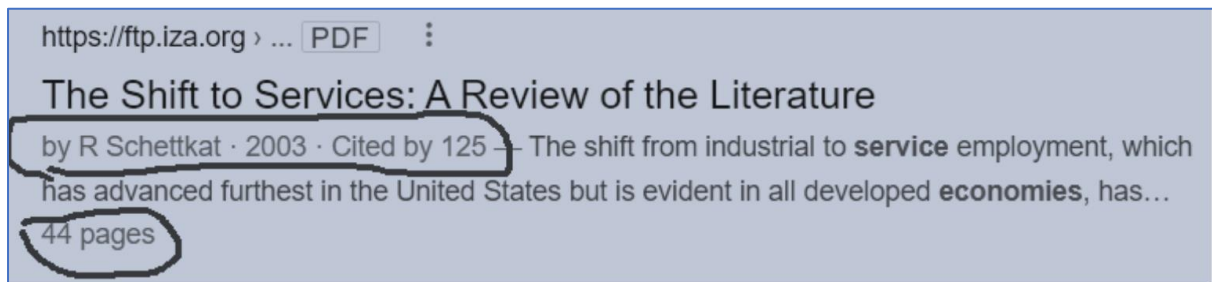 https://ftp.iza.org › ... PDF
The Shift to Services: A Review of the Literature
by R Schettkat · 2003 · Cited by 125 — The shift from industrial to service employment, which
has advanced furthest in the United States but is evident in all developed economies, has...
44 pages